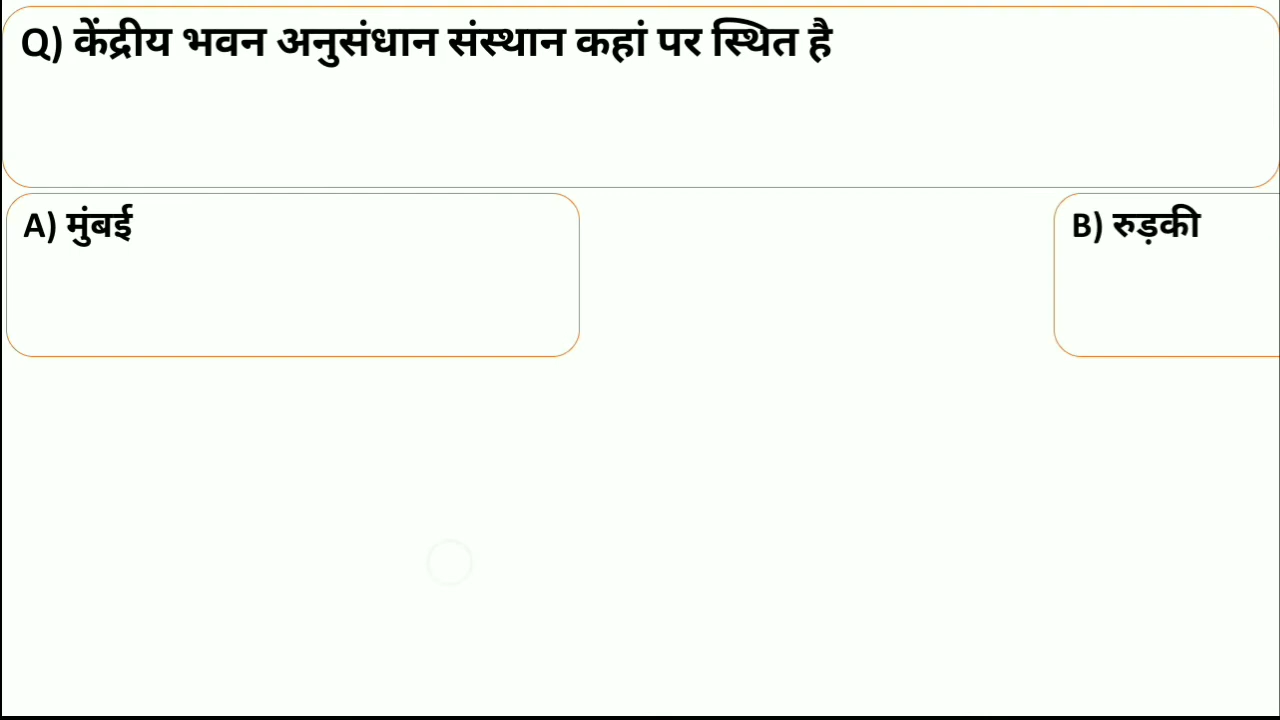 Q) केंद्रीय भवन अनुसंधान संस्थान कहां पर स्थित है
A) मुंबई
B) रुड़की